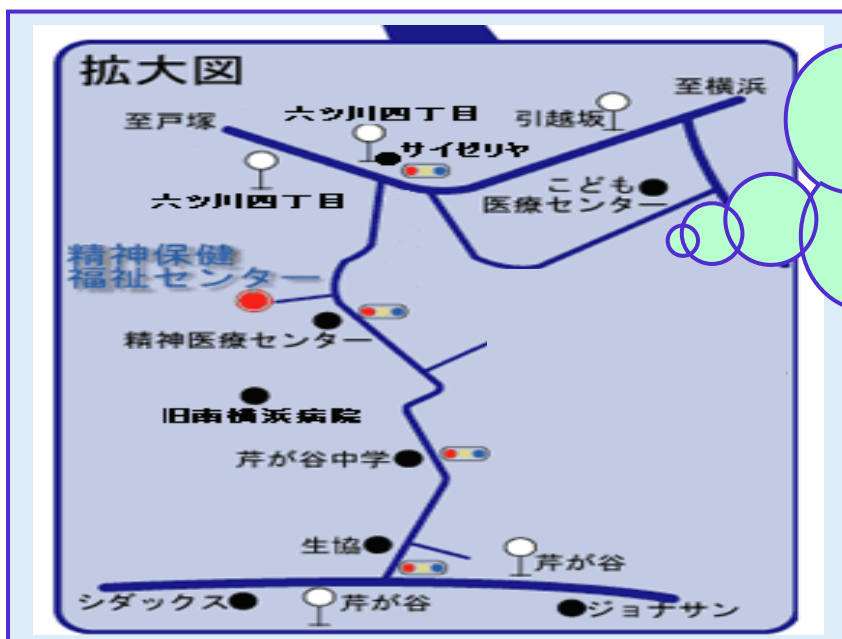 拡大図
至横浜
六ツ川四丁目
引越坂
至戸塚
サイゼリヤ
こども
医療センター
六ツ川四丁目
精神保健
福祉センター
精神医療センター
旧南横浜病院
芹が谷中学
生協
芹が谷
シダックス
芹が谷
ジョナサン